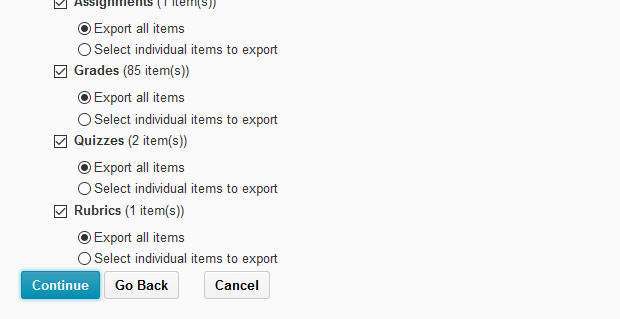 Assignments (1 item(s))
Export all items
Select individual items to export
Grades (85 item(s))
Export all items
Select individual items to export
Quizzes (2 item(s))
Export all items
Select individual items to export
Rubrics (1 item(s))
Export all items
Select individual items to export
Continue Go Back Cancel